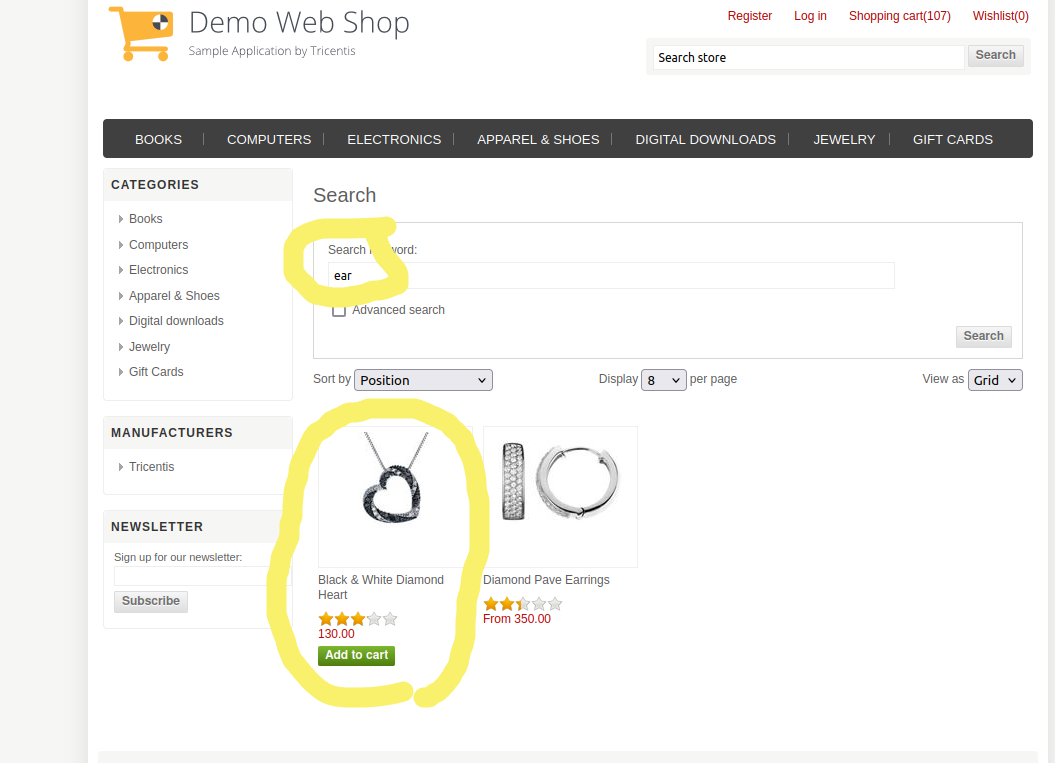 Demo Web Shop
Sample Application by Tricentis
Register Log in Shopping cart(107) Wishlist(0)
Search store Search
BOOKS COMPUTERS ELECTRONICS APPAREL & SHOES DIGITAL DOWNLOADS JEWELRY GIFT CARDS
CATEGORIES
Books
Computers
Electronics
Apparel & Shoes
Digital downloads
Jewelry
Gift Cards
MANUFACTURERS
Tricentis
NEWSLETTER
Sign up for our newsletter:
Subscribe
Search
Search
ear
Advanced search
Search
Sort by Position Display 8 per page View as Grid
Black & White Diamond
Heart
130.00
Add to cart
Diamond Pave Earrings
From 350.00